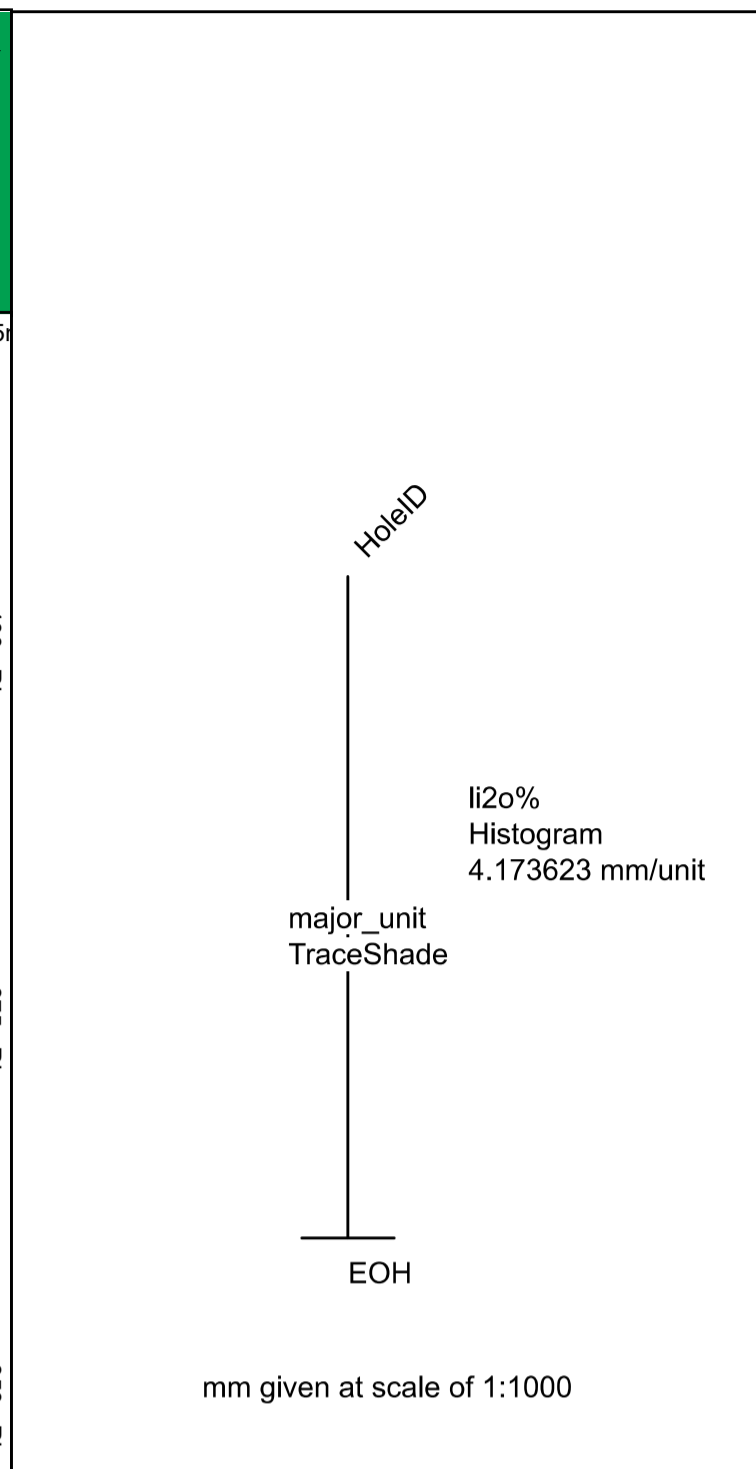 HoleID
li2o%
Histogram
4.173623 mm/unit
major_unit
TraceShade
EOH
mm given at scale of 1:1000